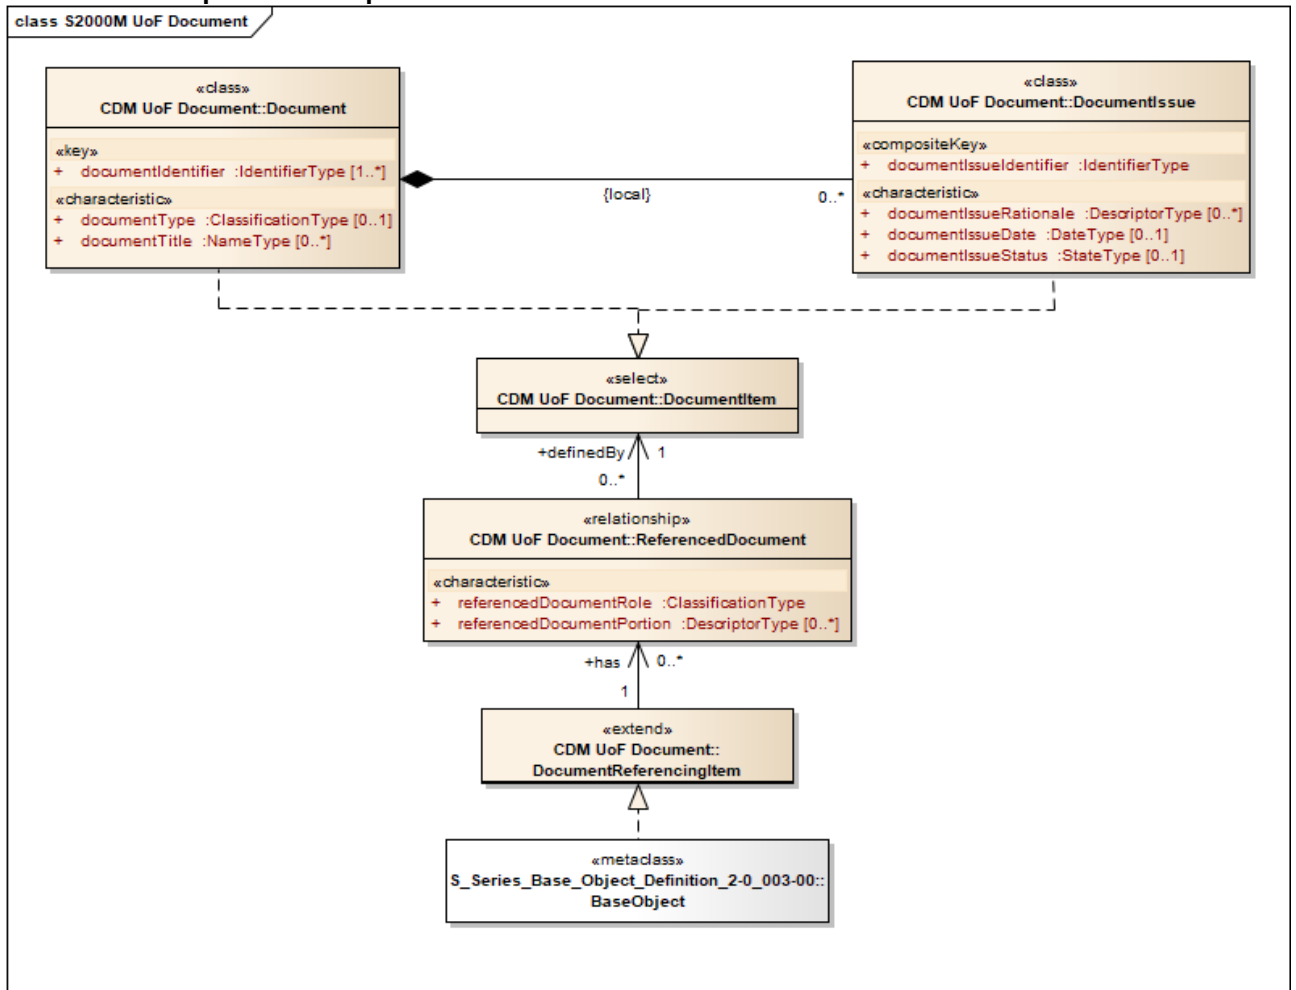 class S2000M UoF Document
«class»
CDM UoF Document::Document
«key»
+ documentIdentifier :IdentifierType [1..*]
«characteristic»
+ documentType :ClassificationType [0..1]
+ documentTitle :NameType [0..*]
{local}
0..*
«class»
CDM UoF Document::DocumentIssue
«compositeKey»
+ documentIssueIdentifier :IdentifierType
«characteristic»
+ documentIssueRationale :DescriptorType [0..*]
+ documentIssueDate :DateType [0..1]
+ documentIssueStatus :StateType [0..1]
«select»
CDM UoF Document::DocumentItem
+definedBy 1
0..*
«relationship»
CDM UoF Document::ReferencedDocument
«characteristic»
+ referencedDocumentRole :ClassificationType
+ referencedDocumentPortion :DescriptorType [0..*]
+has 0..*
1
«extend»
CDM UoF Document::
DocumentReferencingItem
«metaclass»
S_Series_Base_Object_Definition_2-0_003-00::
BaseObject